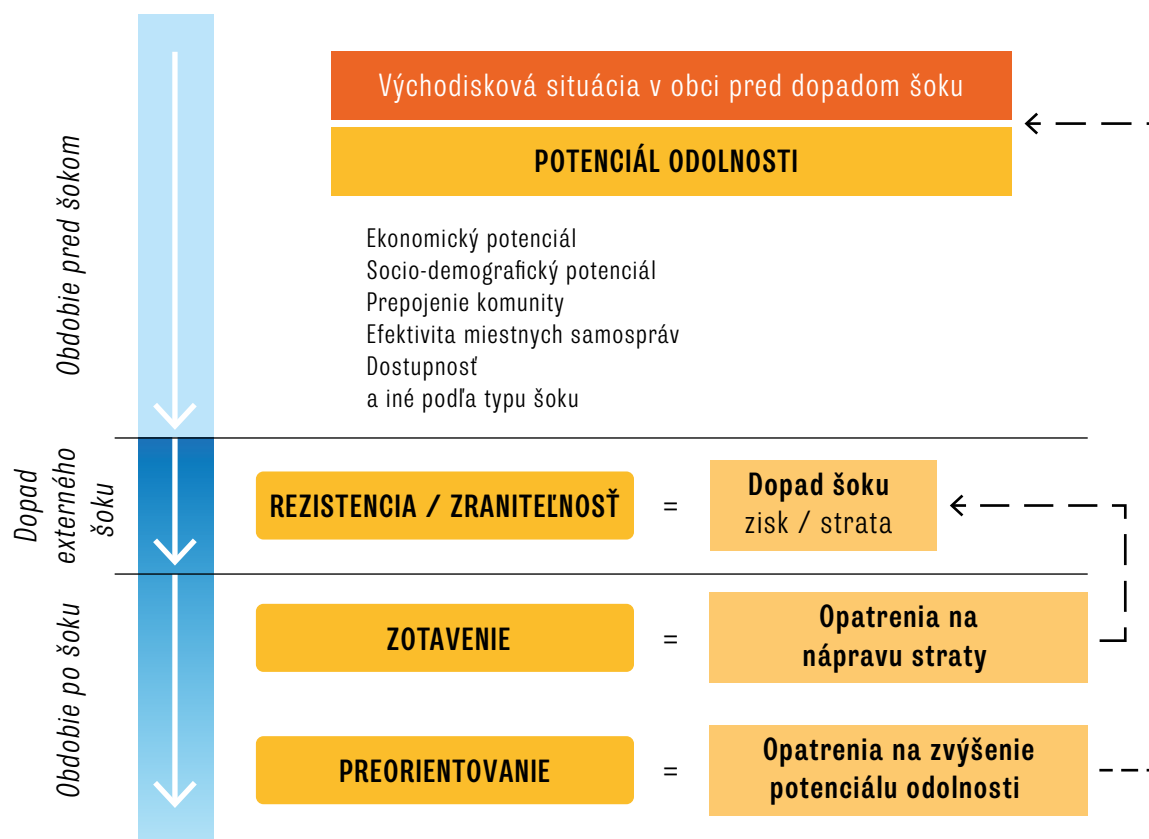 Východisková situácia v obci pred dopadom šoku
POTENCIÁL ODOLNOSTI
Obdobie pred šokom
Ekonomický potenciál
Socio-demografický potenciál
Prepojenie komunity
Efektivita miestnych samospráv
Dostupnosť
a iné podľa typu šoku
Dopad
externého
šoku
REZISTENCIA / ZRANITEĽNOSŤ
=
Dopad šoku
zisk / strata
Obdobie po šoku
ZOTAVENIE
=
Opatrenia na
nápravu straty
PREORIENTOVANIE
=
Opatrenia na zvýšenie
potenciálu odolnosti